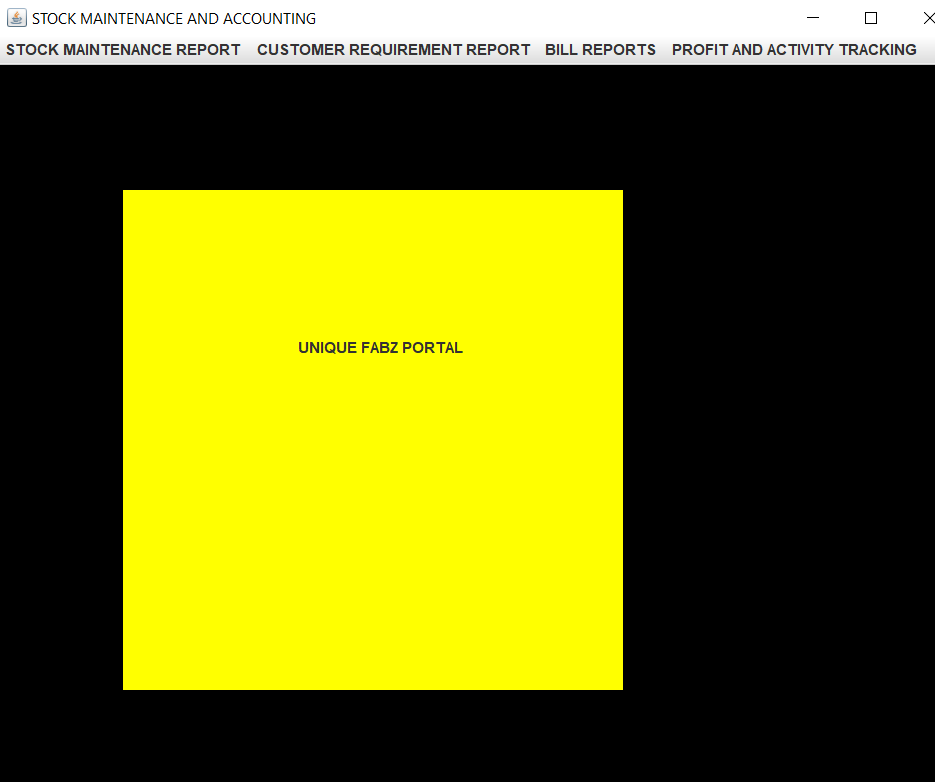 STOCK MAINTENANCE AND ACCOUNTING
STOCK MAINTENANCE REPORT CUSTOMER REQUIREMENT REPORT BILL REPORTS PROFIT AND ACTIVITY TRACKING
UNIQUE FABZ PORTAL